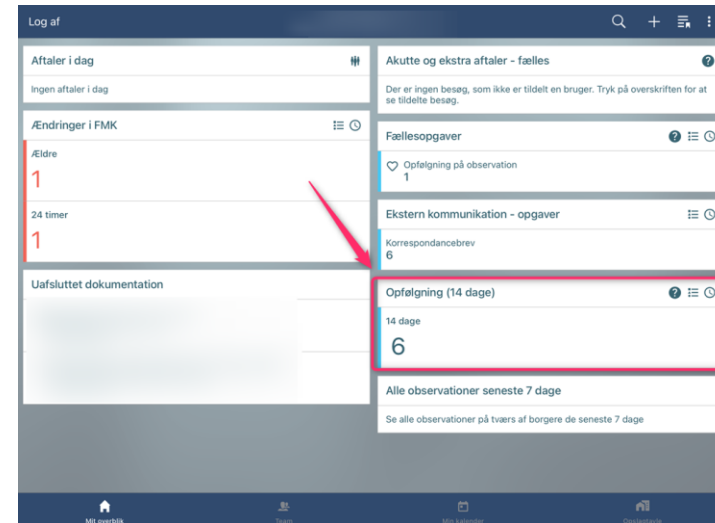 Log af
Aftaler i dag
Ingen aftaler i dag
Ændringer i FMK
Ældre
1
24 timer
1
Uafsluttet dokumentation
Akutte og ekstra aftaler - fælles
Der er ingen besøg, som ikke er tildelt en bruger. Tryk på overskriften for at
se tildelte besøg.
Fællesopgaver
Opfølgning på observation
1
Ekstern kommunikation - opgaver
Korrespondancebrev
6
Opfølgning (14 dage)
14 dage
6
Alle observationer seneste 7 dage
Se alle observationer på tværs af borgere de seneste 7 dage
Mit overblik
Team
Min kalender